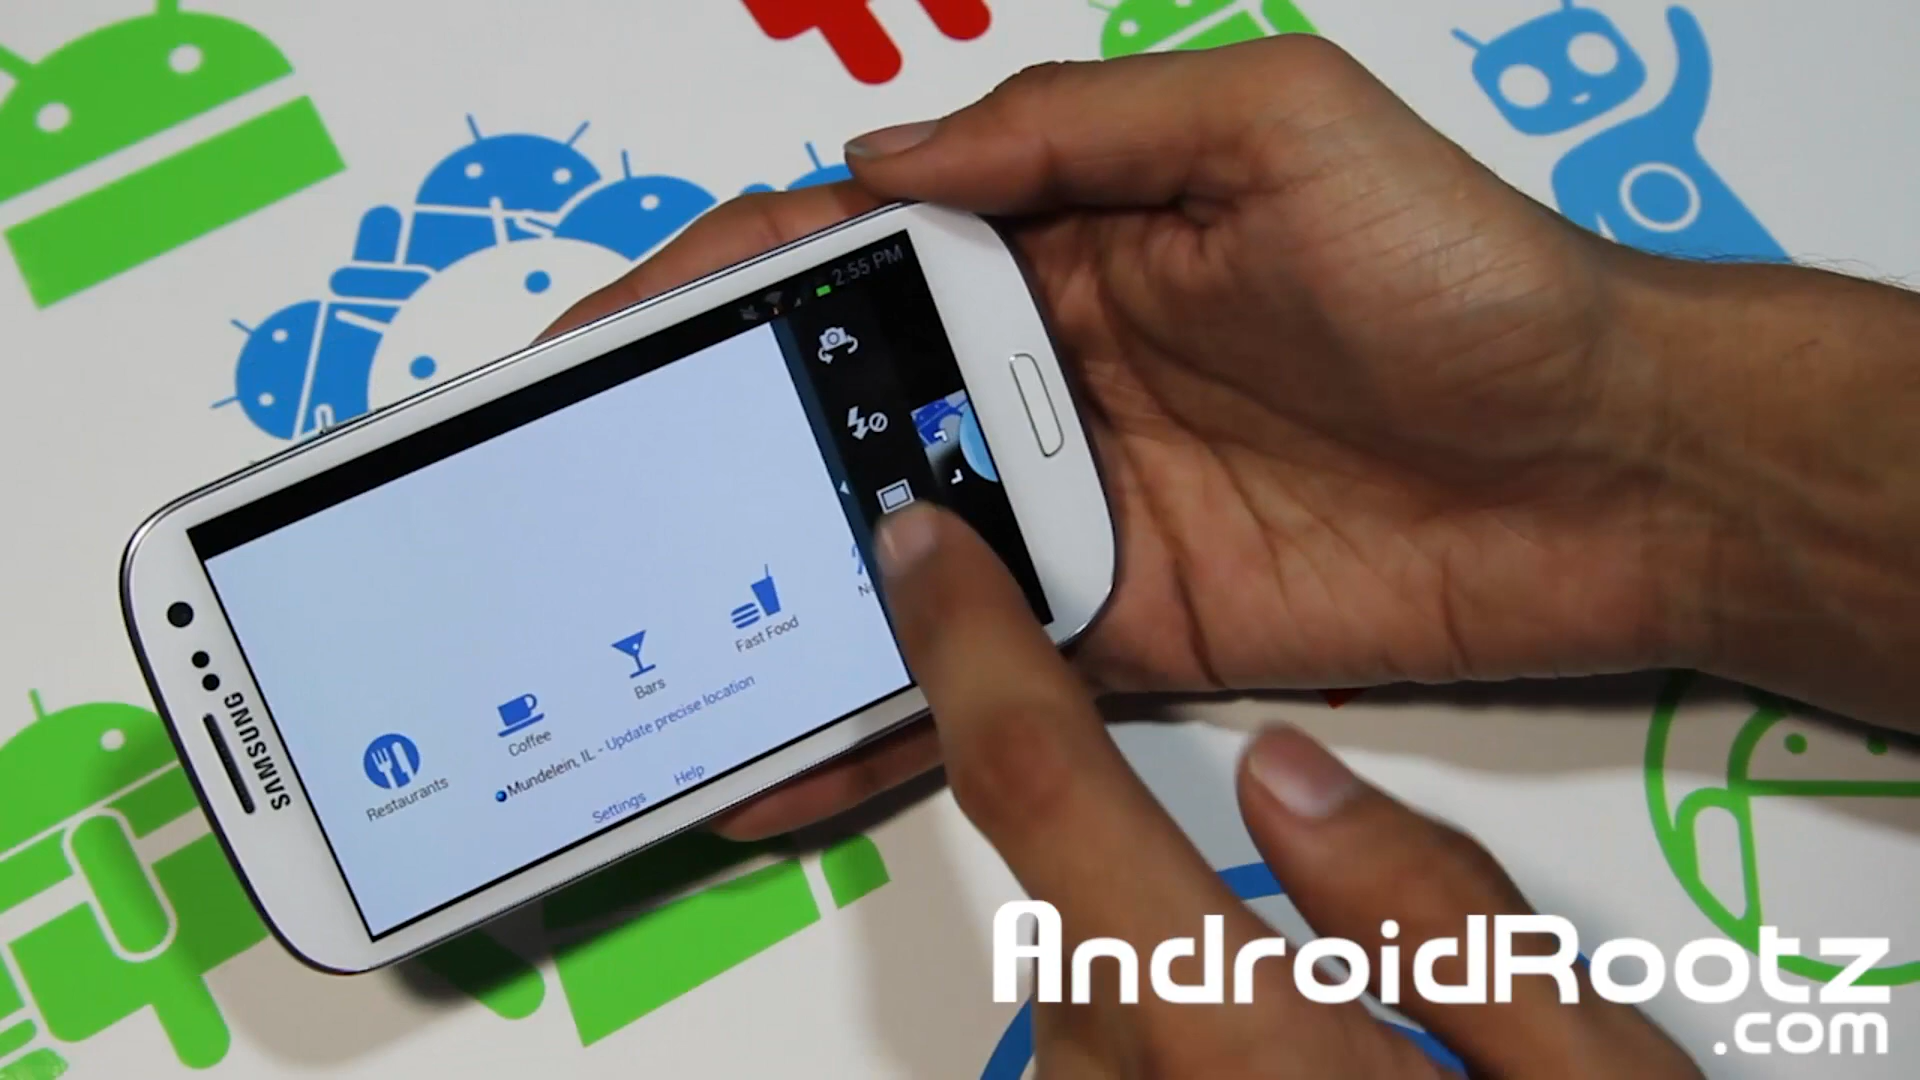 2:55 PM
SAMSUNG
Restaurants
Coffee
Bars
Fast Food
Mundelein, IL - Update precise location
Settings
Help
AndroidRootz
.com